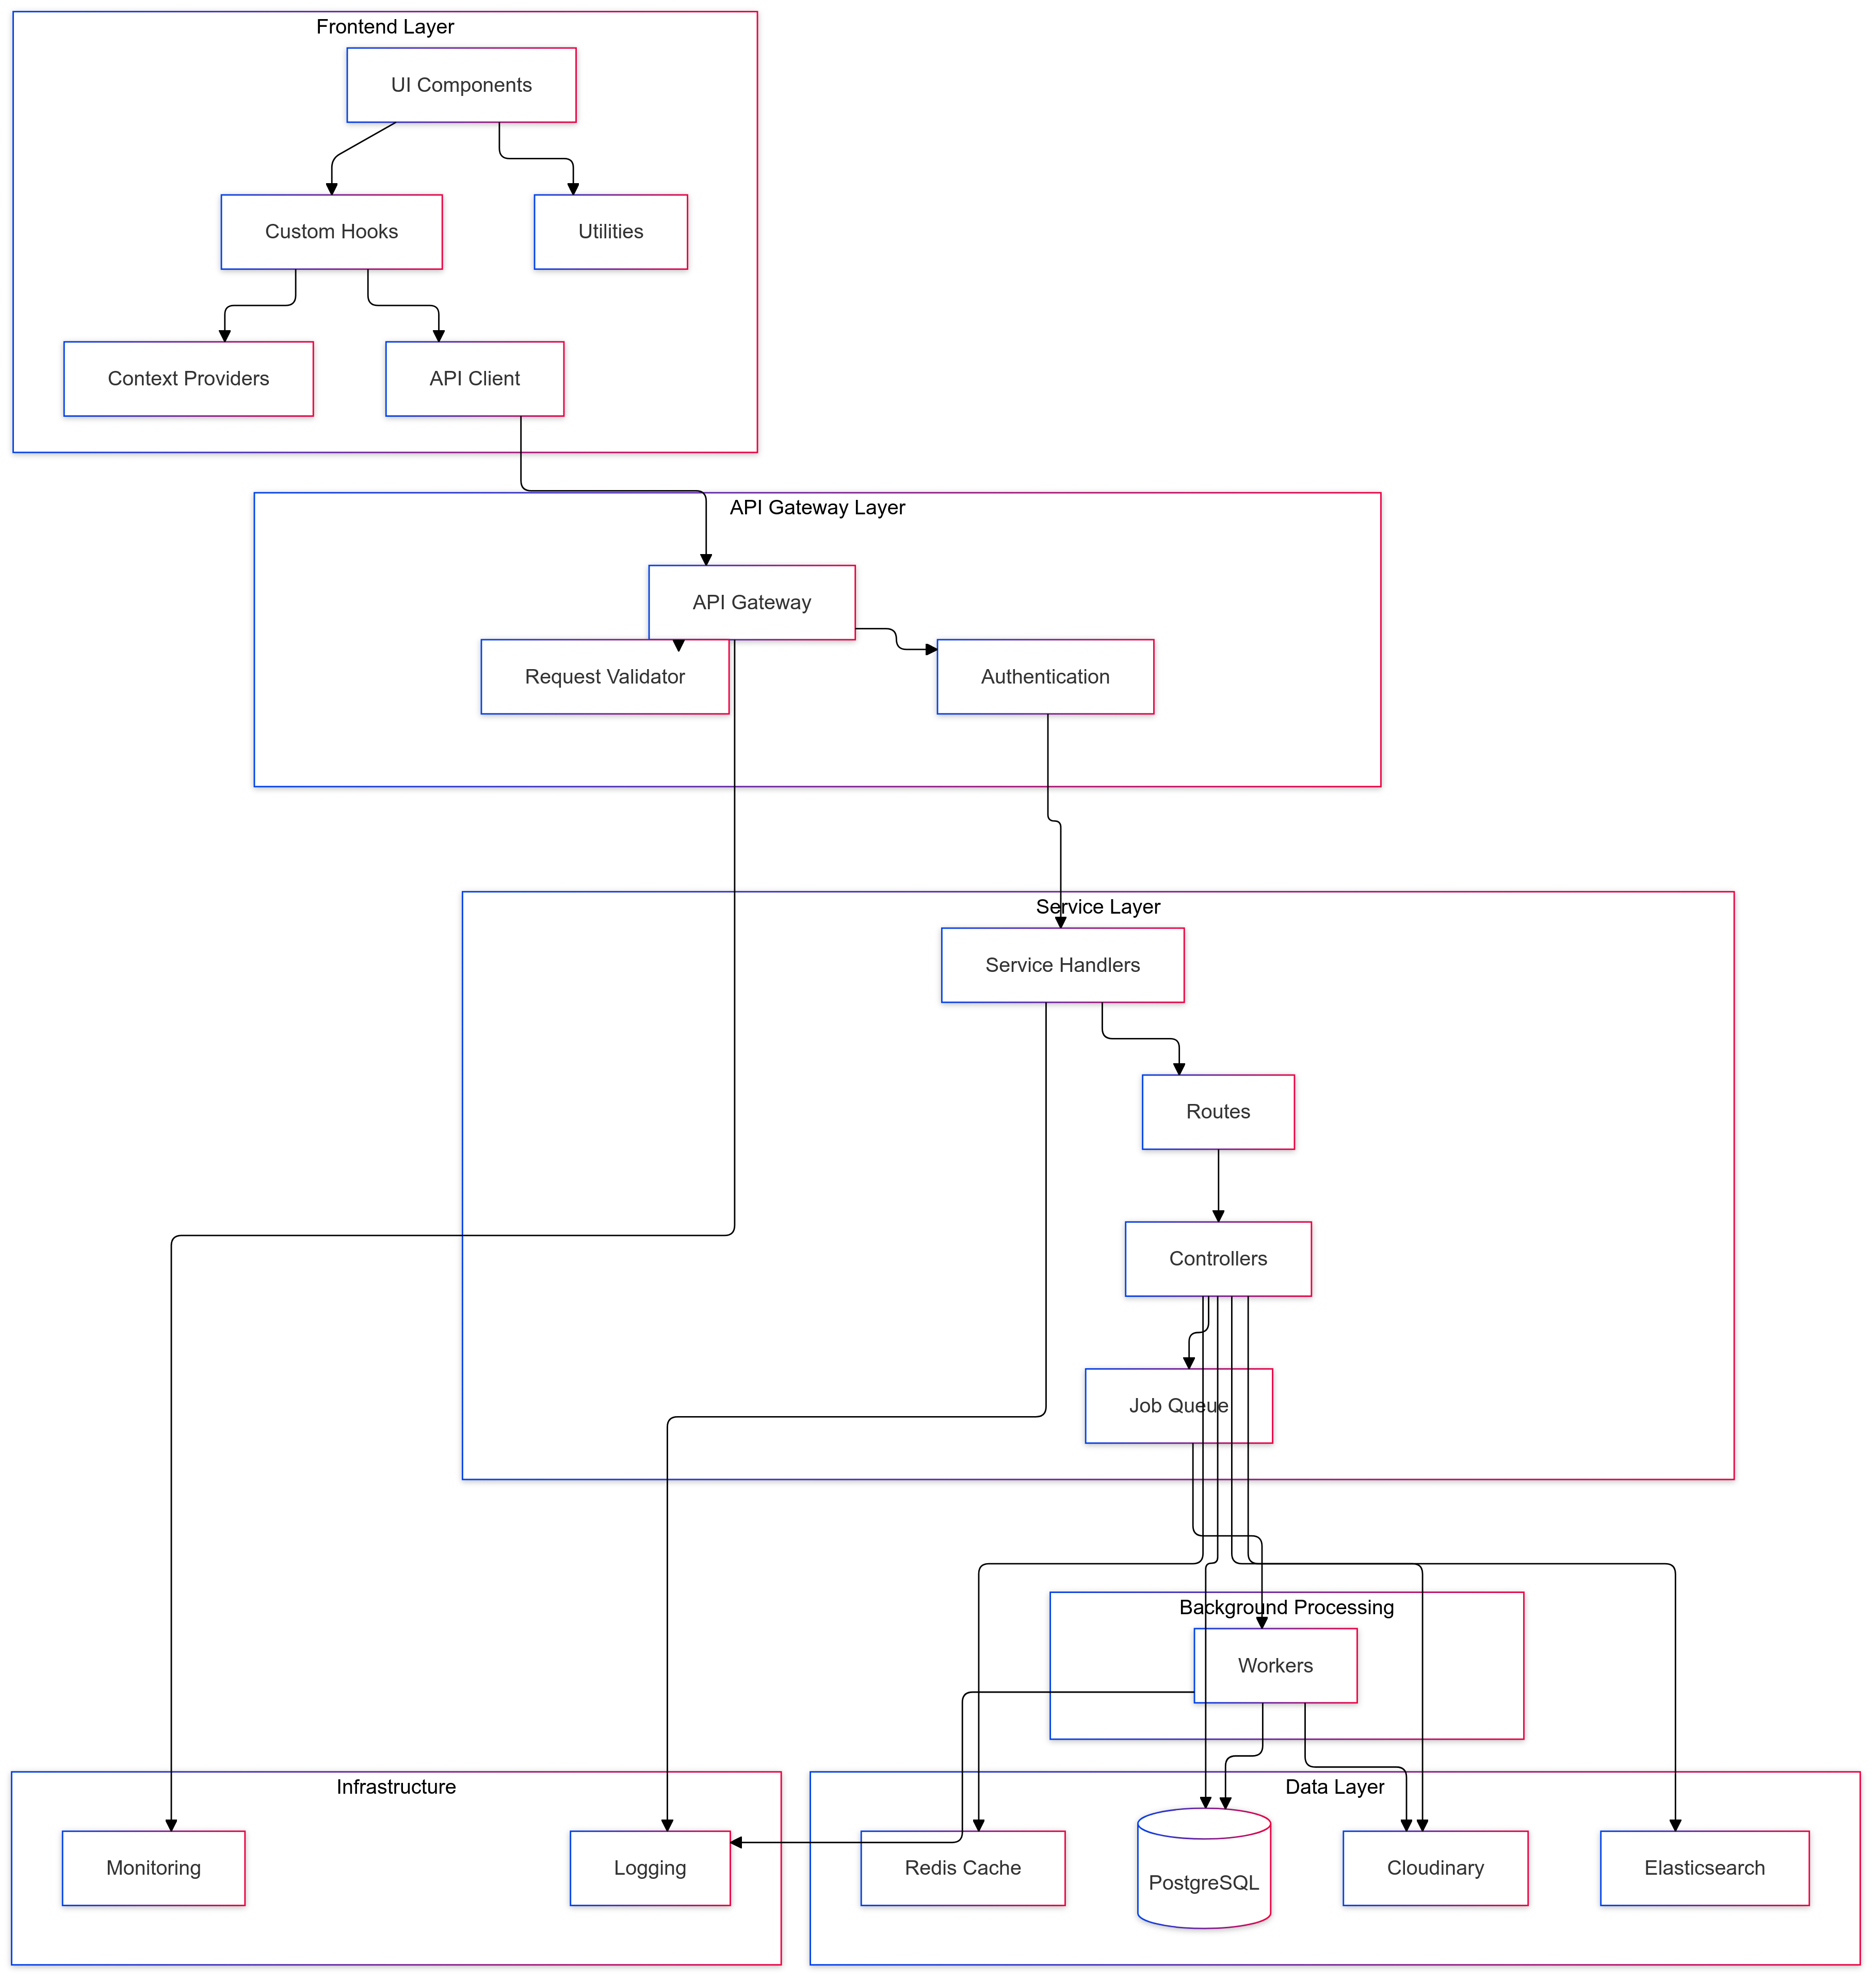 Frontend Layer
UI Components
Custom Hooks
Utilities
Context Providers
API Client
API Gateway Layer
API Gateway
Request Validator
Authentication
Service Layer
Service Handlers
Routes
Controllers
Job Queue
Background Processing
Workers
Infrastructure
Monitoring
Logging
Data Layer
Redis Cache
PostgreSQL
Cloudinary
Elasticsearch